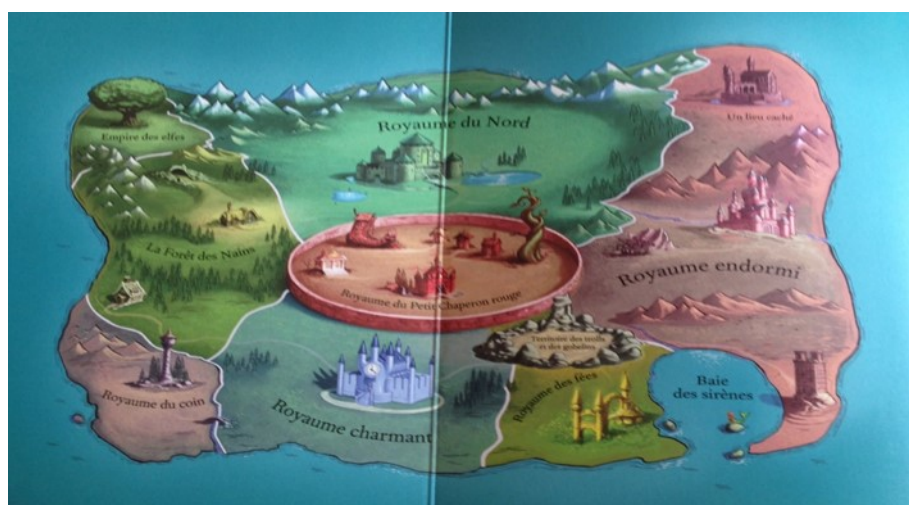 Royaume du Nord
Un lieu caché
Empire des elfes
La Forêt des Nains
Royaume endormi
Royaume du Petit Chaperon rouge
Territoire des trolls
et des gobelins
Baie
des sirènes
Royaume des fées
Royaume du coin
Royaume charmant